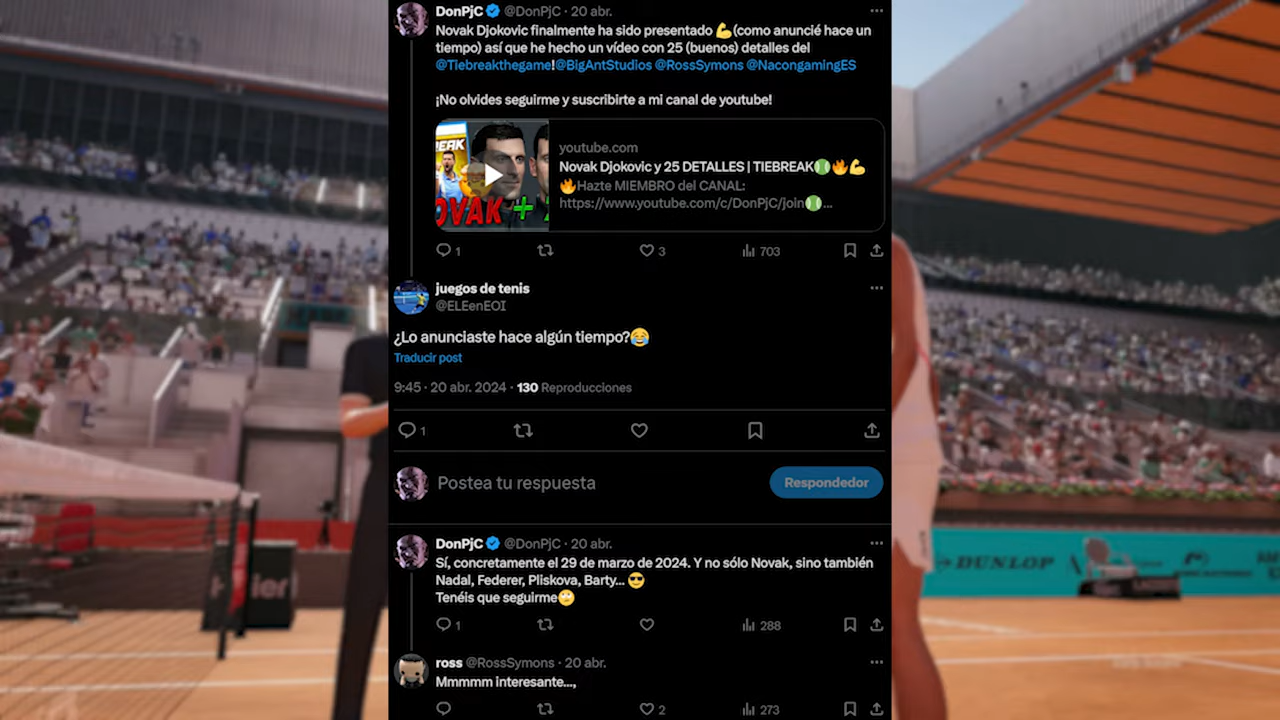 DonPjC @DonPjC · 20 abr.
Novak Djokovic finalmente ha sido presentado 💪(como anuncié hace un
tiempo) así que he hecho un vídeo con 25 (buenos) detalles del
@Tiebreakthegame!@BigAntStudios @RossSymons @NacongamingES
¡No olvides seguirme y suscribirte a mi canal de youtube!
EAK
OVAK +
youtube.com
Novak Djokovic y 25 DETALLES | TIEBREAK🎾🔥💪
🔥Hazte MIEMBRO del CANAL:
https://www.youtube.com/c/DonPjC/join🎾...
1 3 703
juegos de tenis
@ELEenEOI
¿Lo anunciaste hace algún tiempo?😂
Traducir post
9:45 · 20 abr. 2024 · 130 Reproducciones
1
Postea tu respuesta
Respondedor
DonPjC @DonPjC · 20 abr.
Sí, concretamente el 29 de marzo de 2024. Y no sólo Novak, sino también
Nadal, Federer, Pliskova, Barty... 😎
Tenéis que seguirme🙄
1 288
ross @RossSymons · 20 abr.
Mmmmm interesante...,
2 273
DUNLOP